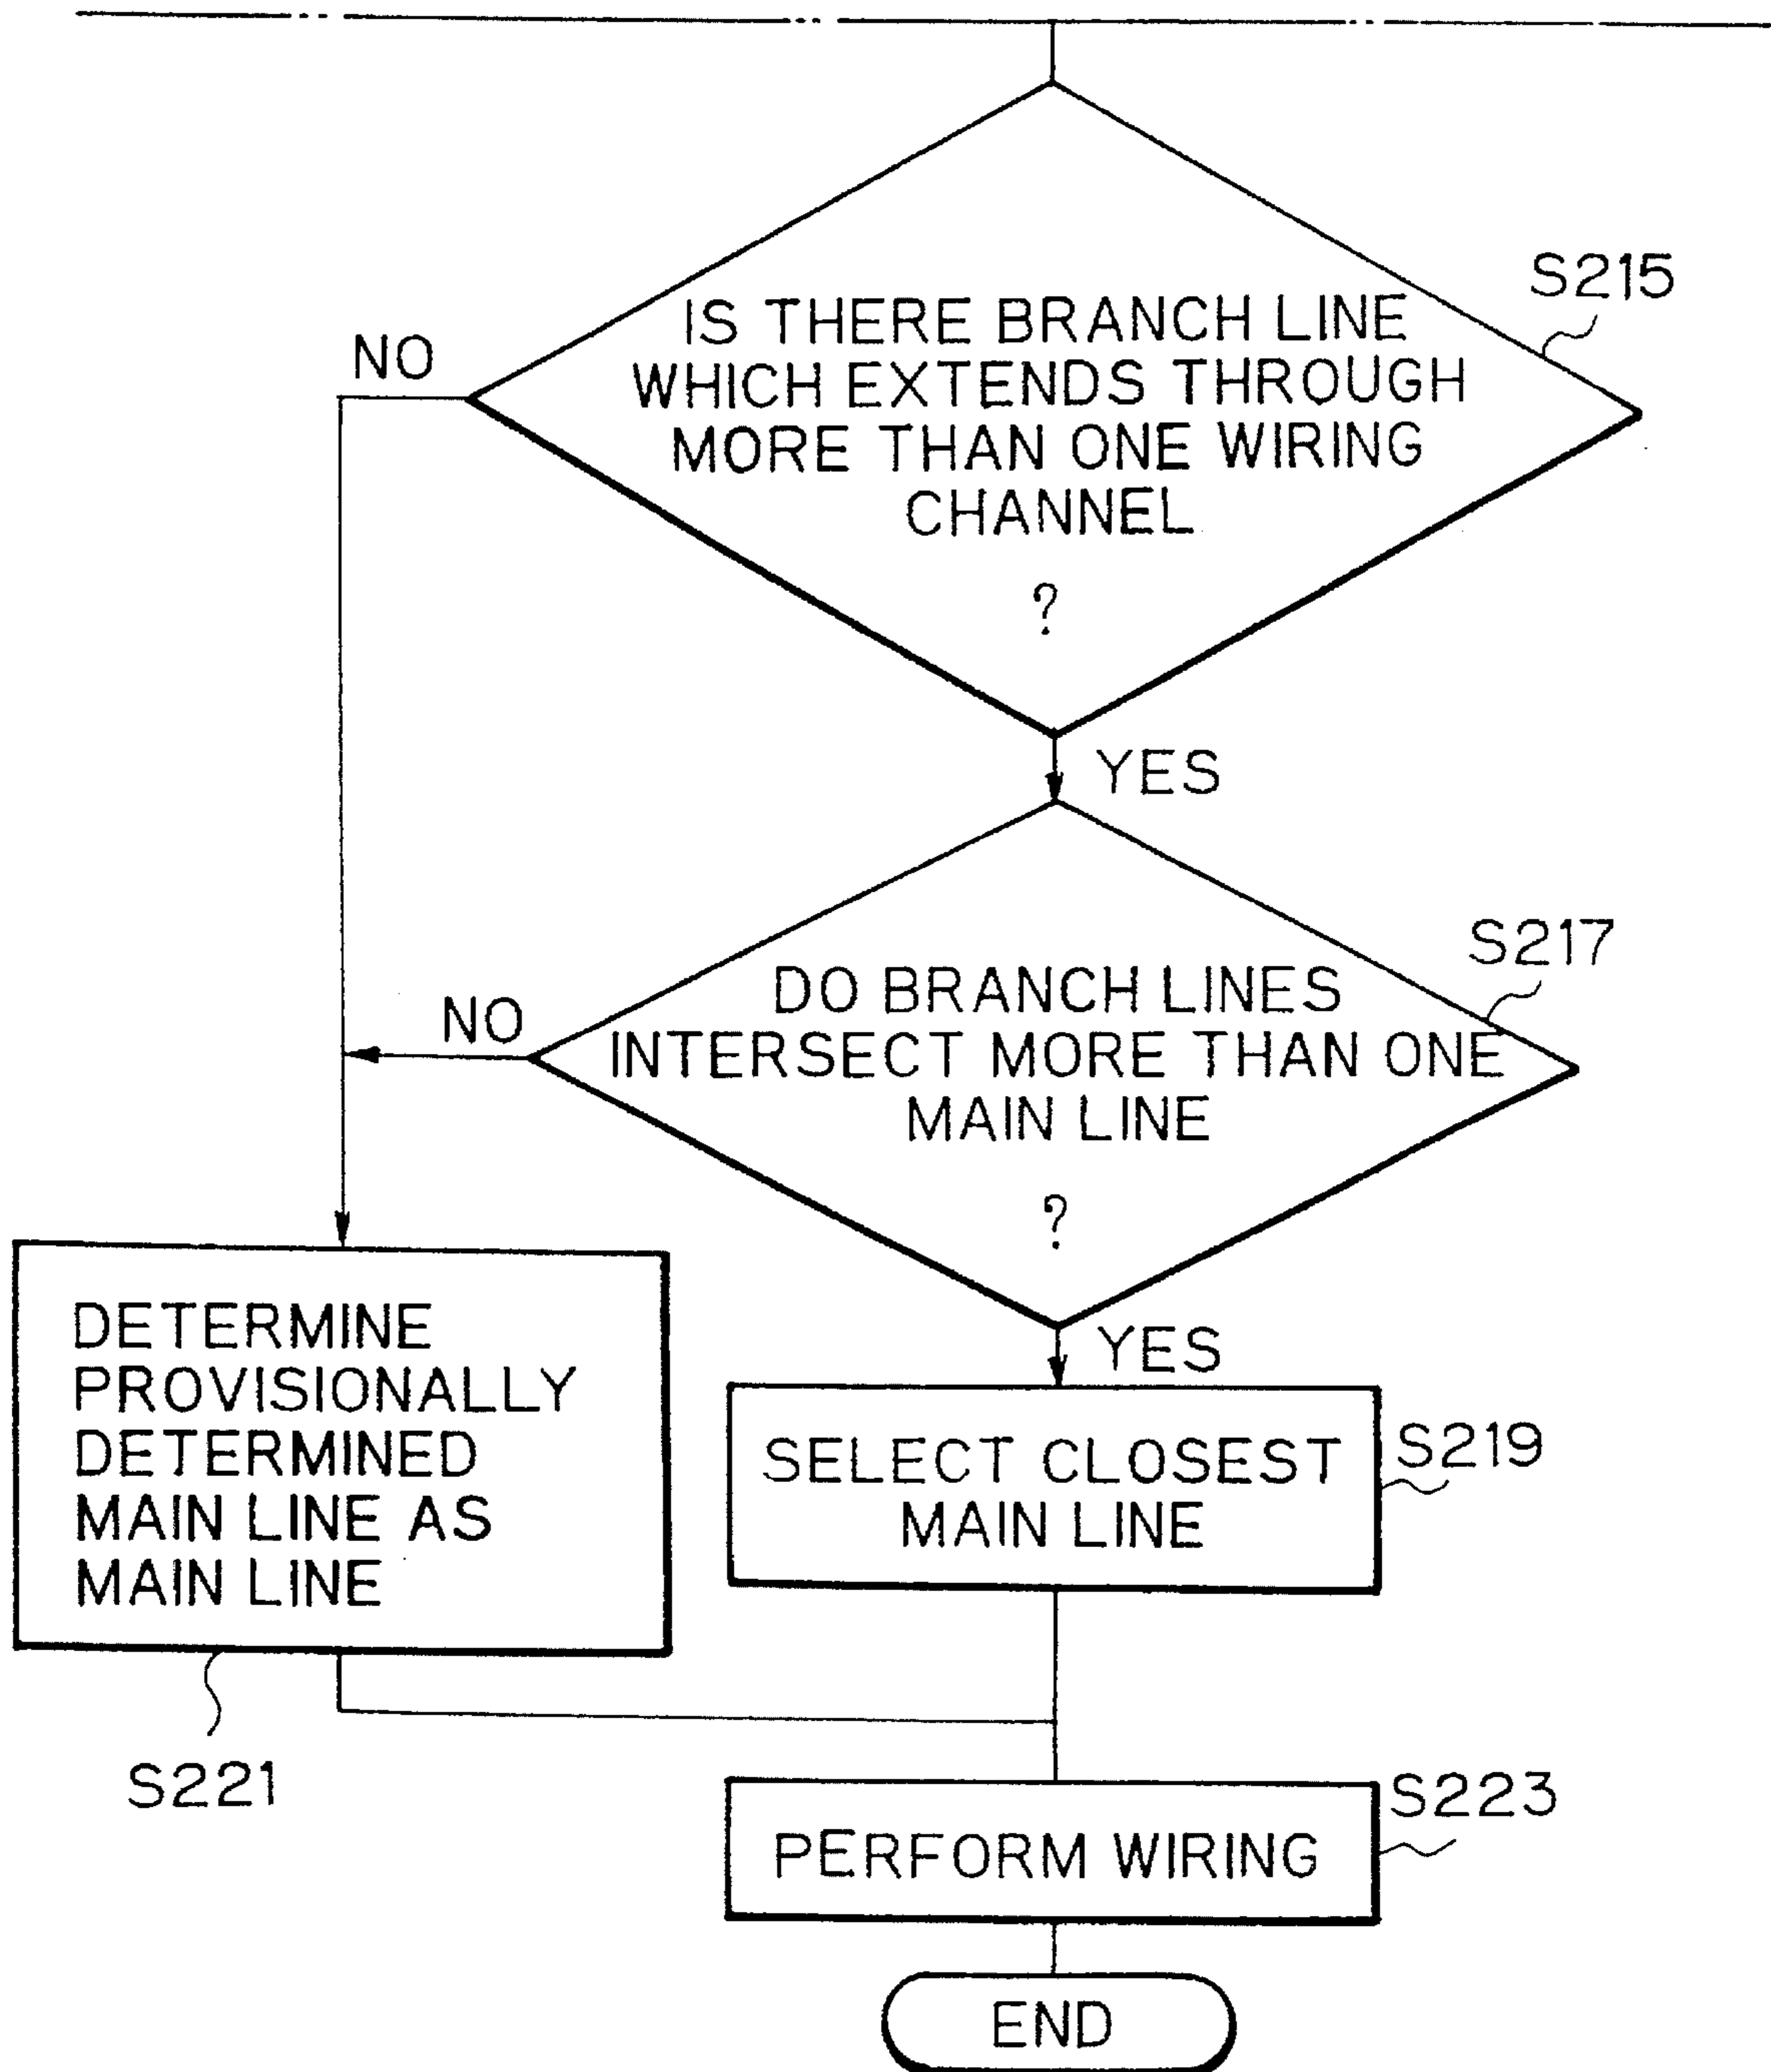 S215
IS THERE BRANCH LINE
WHICH EXTENDS THROUGH
MORE THAN ONE WIRING
CHANNEL
?
NO
YES
S217
DO BRANCH LINES
INTERSECT MORE THAN ONE
MAIN LINE
?
NO
YES
DETERMINE
PROVISIONALLY
DETERMINED
MAIN LINE AS
MAIN LINE
S221
SELECT CLOSEST
MAIN LINE
S219
PERFORM WIRING
S223
END